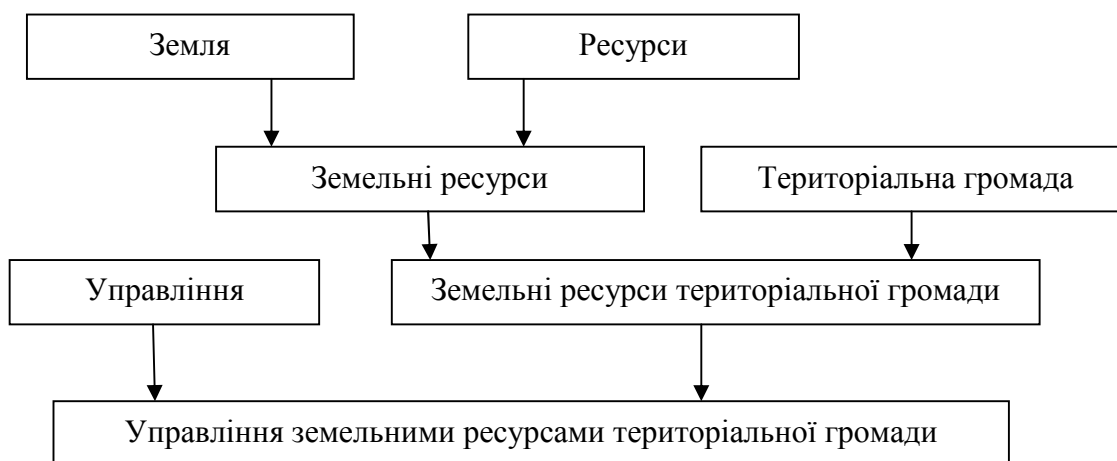 Земля
Ресурси
Земельні ресурси
Територіальна громада
Управління
Земельні ресурси територіальної громади
Управління земельними ресурсами територіальної громади